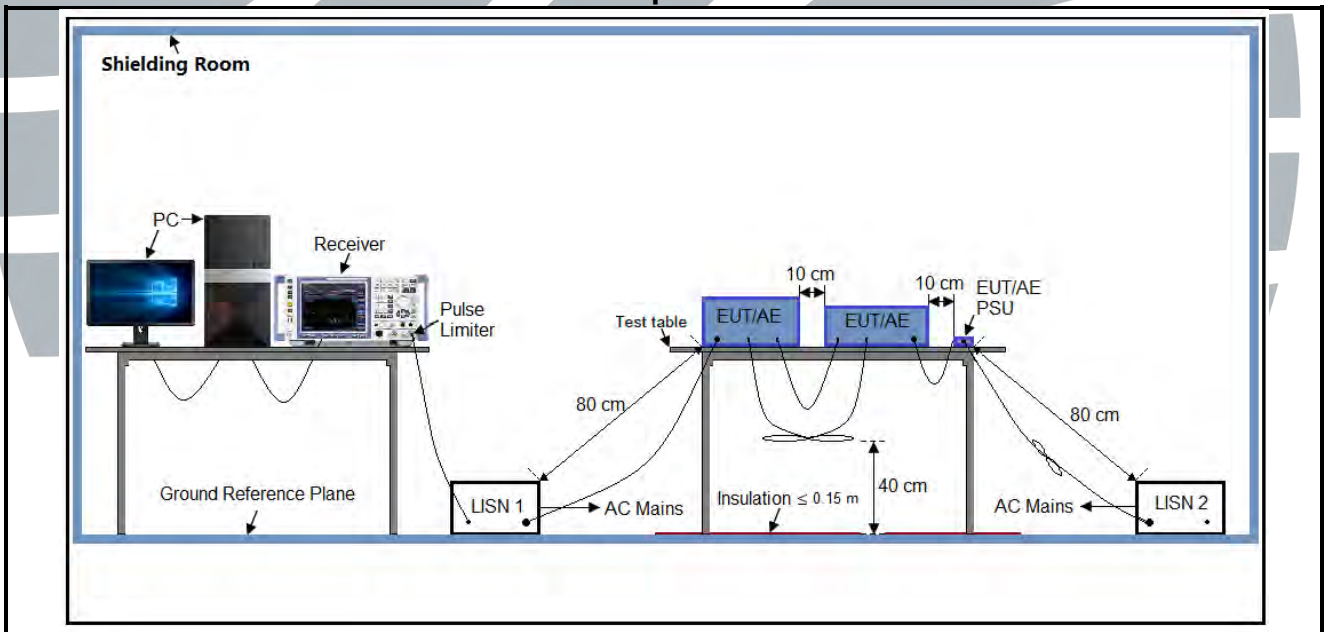 Shielding Room
PC
Receiver
Pulse
Limiter
10 cm
10 cm
EUT/AE
PSU
Test table
EUT/AE
EUT/AE
80 cm
80 cm
40 cm
Ground Reference Plane
LISN 1
AC Mains
Insulation ≤ 0.15 m
AC Mains
LISN 2